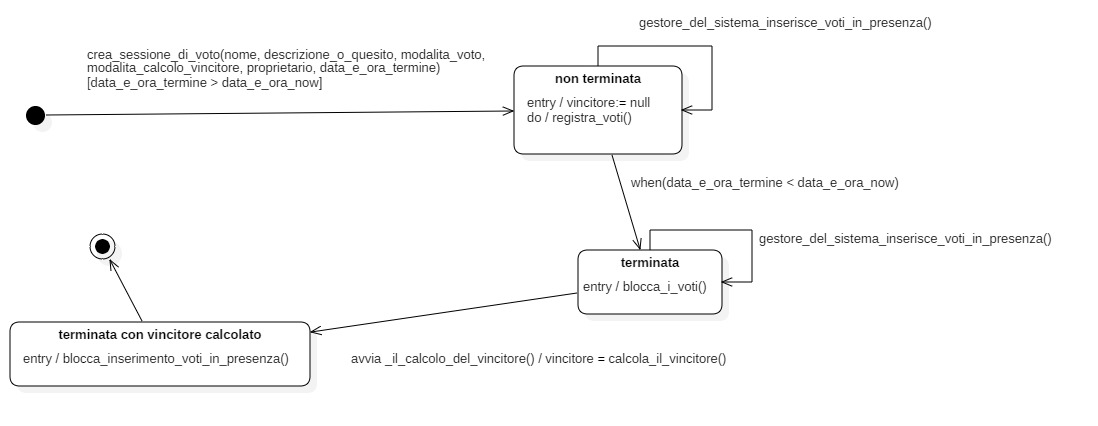 gestore_del_sistema_inserisce_voti_in_presenza()
crea_sessione_di_voto(nome, descrizione_o_quesito, modalita_voto,
modalita_calcolo_vincitore, proprietario, data_e_ora_termine)
[data_e_ora_termine > data_e_ora_now]
non terminata
entry / vincitore:= null
do / registra_voti()
when(data_e_ora_termine < data_e_ora_now)
gestore_del_sistema_inserisce_voti_in_presenza()
terminata
entry / blocca_i_voti()
terminata con vincitore calcolato
entry / blocca_inserimento_voti_in_presenza()
avvia _il_calcolo_del_vincitore() / vincitore = calcola_il_vincitore()